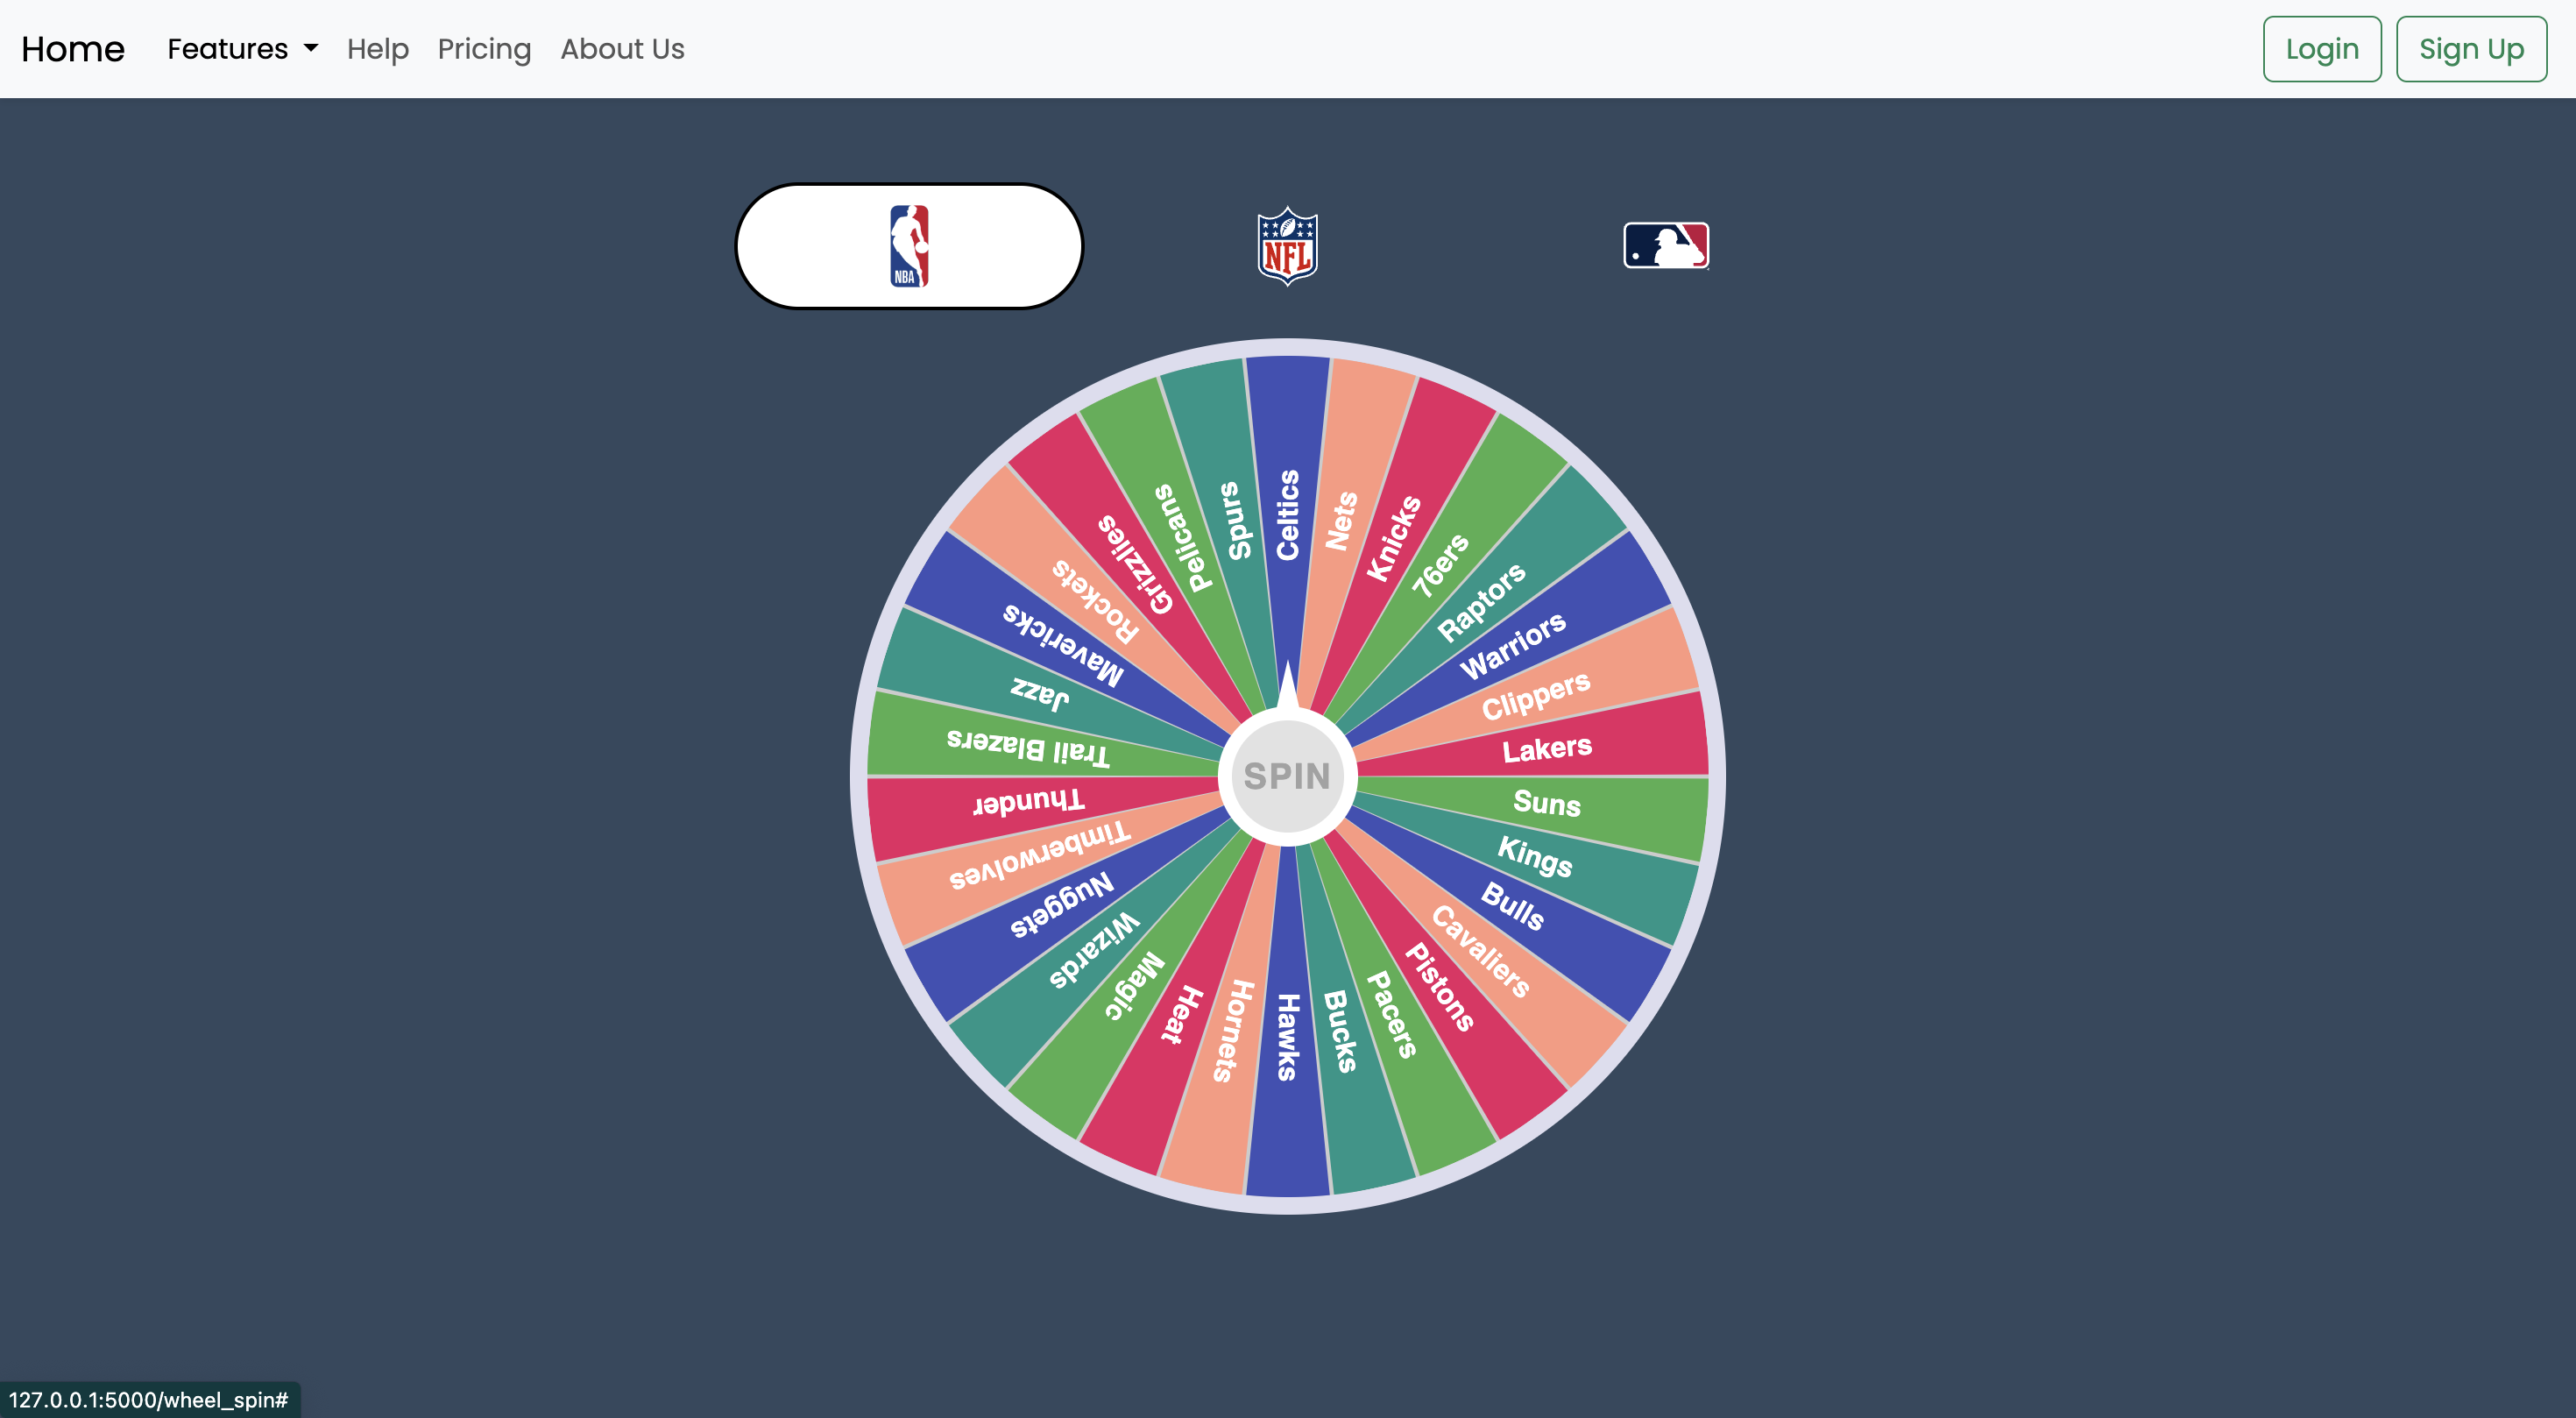 Home Features Help Pricing About Us Login Sign Up
NBA
NFL
Celtics
Nets
Knicks
76ers
Raptors
Warriors
Clippers
Lakers
Suns
Kings
Bulls
Cavaliers
Pistons
Pacers
Bucks
Hawks
Hornets
Heat
Magic
Wizards
Nuggets
Timberwolves
Thunder
Trail Blazers
Jazz
Mavericks
Rockets
Grizzlies
Pelicans
Spurs
SPIN
127.0.0.1:5000/wheel_spin#